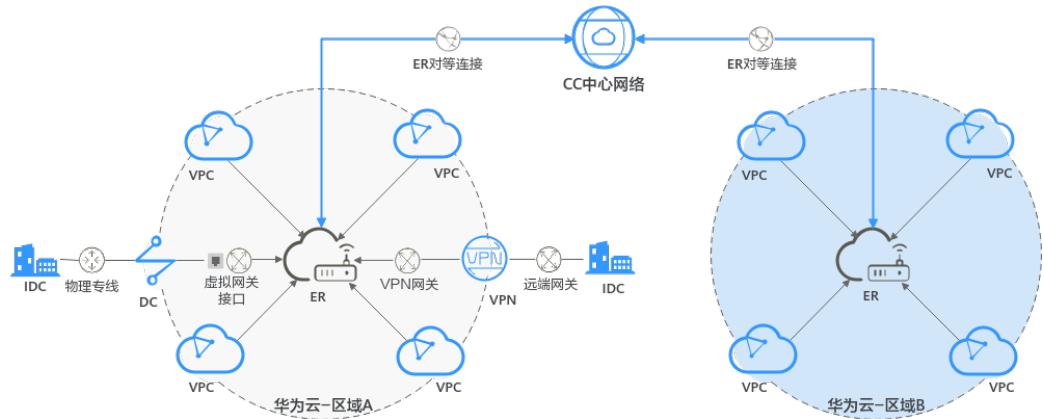 ER对等连接
ER对等连接
CC中心网络
VPC
VPC
VPC
VPC
IDC
物理专线
DC
虚拟网关
接口
ER
VPN网关
VPN
VPN
远端网关
IDC
ER
VPC
VPC
VPC
VPC
华为云-区域A
华为云-区域B